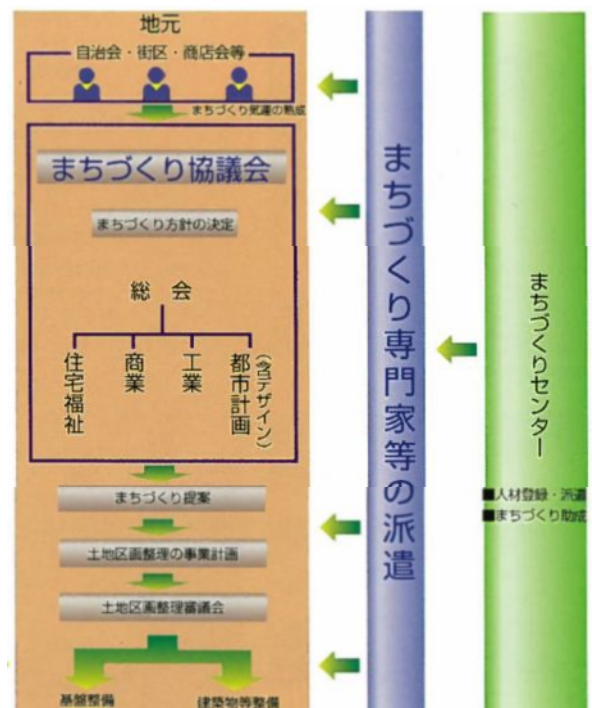 地元
自治会・街区・商店会等
まちづくり気運の熟成
まちづくり協議会
まちづくり方針の決定
総会
住宅福祉
商業
工業
都市計画
(含デザイン)
まちづくり提案
土地区画整理の事業計画
土地区画整理審議会
基盤整備
建築物等整備
まちづくり専門家等の派遣
まちづくりセンター
■人材登録・派遣
■まちづくり助成